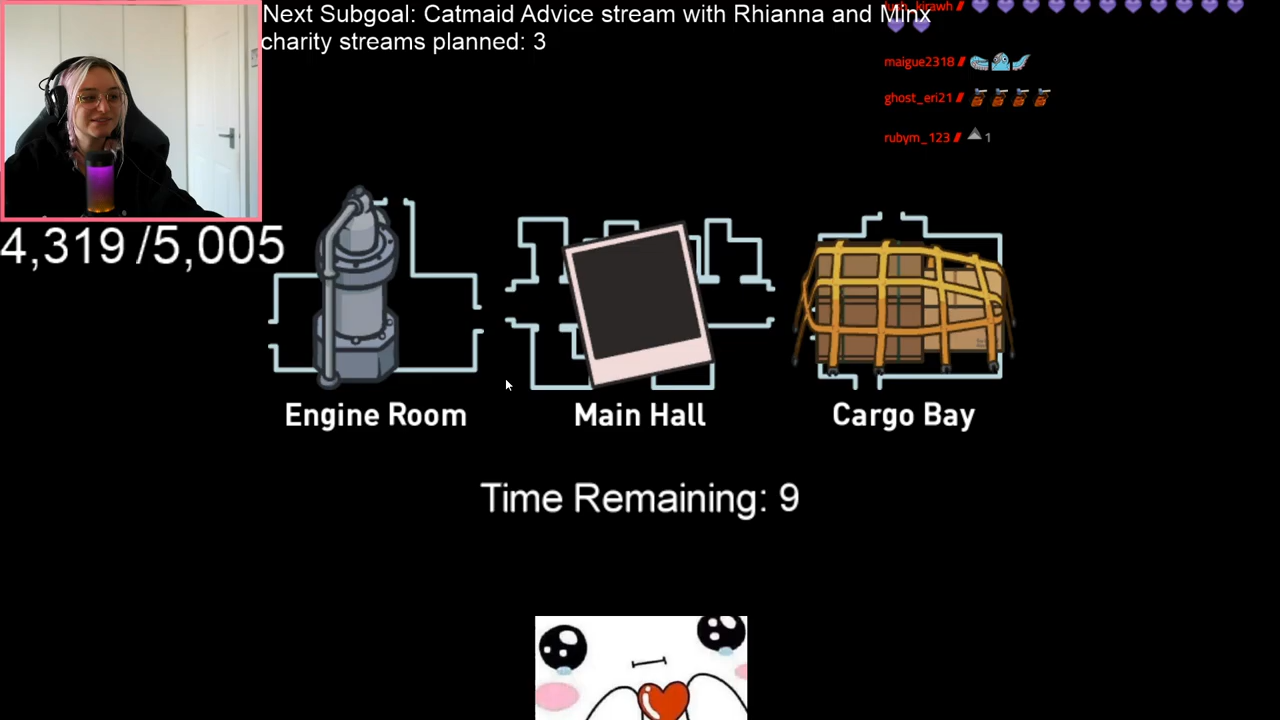 Next Subgoal: Catmaid Advice stream with Rhianna and Minx
charity streams planned: 3
maigue2318 //
ghost_eri21 //
rubym_123 // 1
4,319 /5,005
Engine Room
Main Hall
Cargo Bay
Time Remaining: 9